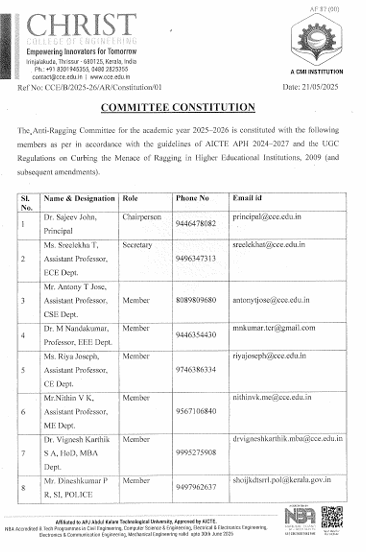 AF 82 (00)
CHRIST
COLLEGE OF ENGINEERING
Empowering Innovators for Tomorrow
Irinjalakuda, Thrissur - 680125, Kerala, India
Ph: +91 8301946355, 0480 2825355
contact@cce.edu.in | www.cce.edu.in
A CMI INSTITUTION
Ref No: CCE/B/2025-26/AR/Constitution/01
Date: 21/05/2025
COMMITTEE CONSTITUTION
The Anti-Ragging Committee for the academic year 2025–2026 is constituted with the following
members as per in accordance with the guidelines of AICTE APH 2024–2027 and the UGC
Regulations on Curbing the Menace of Ragging in Higher Educational Institutions, 2009 (and
subsequent amendments).
Sl. No. Name & Designation Role Phone No Email id
1 Dr. Sajeev John, Principal Chairperson 9446478082 principal@cce.edu.in
2 Ms. Sreelekha T, Assistant Professor, ECE Dept. Secretary 9496347313 sreelekhat@cce.edu.in
3 Mr. Antony T Jose, Assistant Professor, CSE Dept. Member 8089809680 antonytjose@cce.edu.in
4 Dr. M Nandakumar, Professor, EEE Dept. Member 9446354430 mnkumar.tcr@gmail.com
5 Ms. Riya Joseph, Assistant Professor, CE Dept. Member 9746386334 riyajoseph@cce.edu.in
6 Mr.Nithin V K, Assistant Professor, ME Dept. Member 9567106840 nithinvk.me@cce.edu.in
7 Dr. Vignesh Karthik S A, HoD, MBA Dept. Member 9995275908 drvigneshkarthik.mba@cce.edu.in
8 Mr. Dineshkumar P R, SI, POLICE Member 9497962637 shoijkdtsrrl.pol@kerala.gov.in
Affiliated to APJ Abdul Kalam Technological University, Approved by AICTE.
NBA Accredited B.Tech Programmes in Civil Engineering, Computer Science & Engineering, Electrical & Electronics Engineering,
Electronics & Communication Engineering, Mechanical Engineering valid upto 30th June 2025